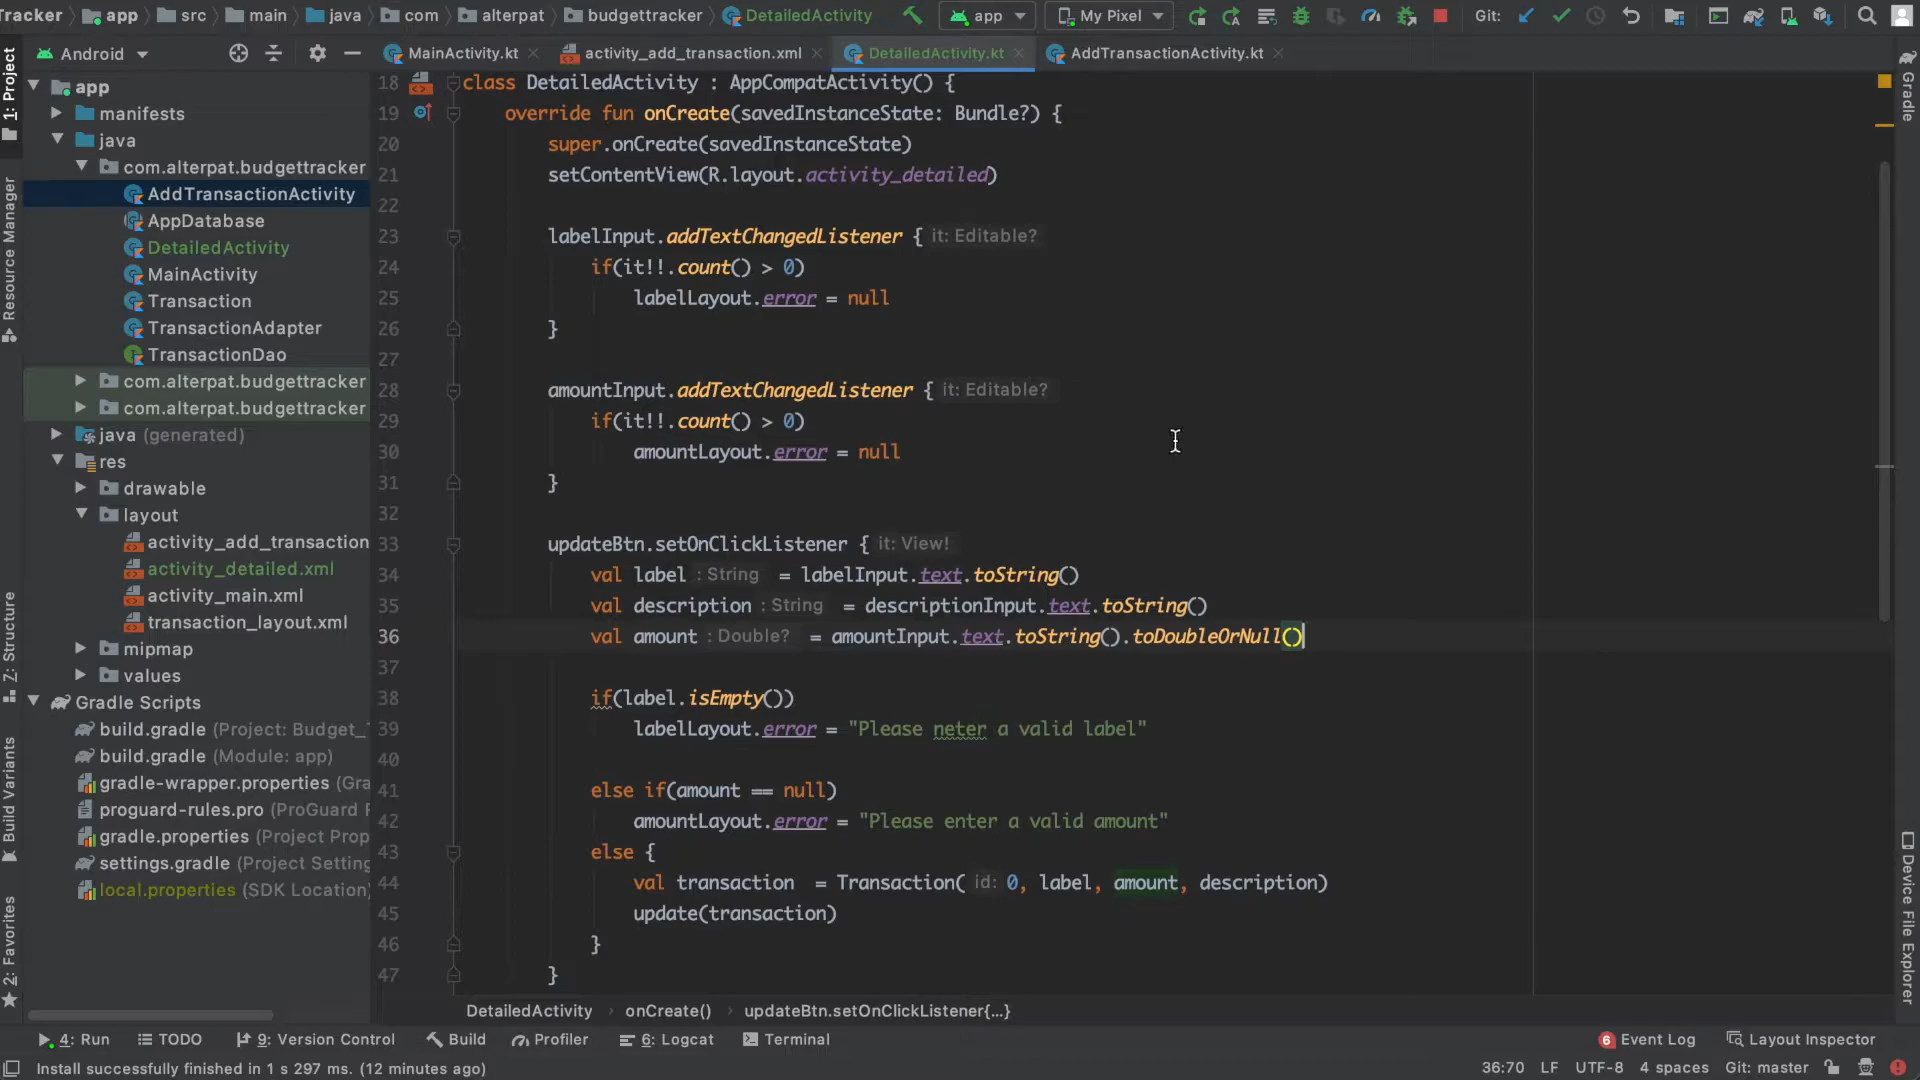 Tracker app src main java com alterpat budgettracker DetailedActivity app My Pixel Git:
1: Project
Resource Manager
Z: Structure
Build Variants
2: Favorites
Android
app
manifests
java
com.alterpat.budgettracker
AddTransactionActivity
AppDatabase
DetailedActivity
MainActivity
Transaction
TransactionAdapter
TransactionDao
com.alterpat.budgettracker
com.alterpat.budgettracker
java (generated)
res
drawable
layout
activity_add_transaction
activity_detailed.xml
activity_main.xml
transaction_layout.xml
mipmap
values
Gradle Scripts
build.gradle (Project: Budget_T
build.gradle (Module: app)
gradle-wrapper.properties (Gra
proguard-rules.pro (ProGuard F
gradle.properties (Project Prop
settings.gradle (Project Setting
local.properties (SDK Location)
MainActivity.kt activity_add_transaction.xml DetailedActivity.kt AddTransactionActivity.kt
18 class DetailedActivity : AppCompatActivity() {
19 override fun onCreate(savedInstanceState: Bundle?) {
20 super.onCreate(savedInstanceState)
21 setContentView(R.layout.activity_detailed)
22
23 labelInput.addTextChangedListener { it: Editable?
24 if(it!!.count() > 0)
25 labelLayout.error = null
26 }
27
28 amountInput.addTextChangedListener { it: Editable?
29 if(it!!.count() > 0)
30 amountLayout.error = null
31 }
32
33 updateBtn.setOnClickListener { it: View!
34 val label : String = labelInput.text.toString()
35 val description : String = descriptionInput.text.toString()
36 val amount : Double? = amountInput.text.toString().toDoubleOrNull()
37
38 if(label.isEmpty())
39 labelLayout.error = "Please neter a valid label"
40
41 else if(amount == null)
42 amountLayout.error = "Please enter a valid amount"
43 else {
44 val transaction = Transaction( id: 0, label, amount, description)
45 update(transaction)
46 }
47 }
DetailedActivity › onCreate() › updateBtn.setOnClickListener{...}
Gradle
Device File Explorer
4: Run TODO 9: Version Control Build Profiler 6: Logcat Terminal 6 Event Log Layout Inspector
Install successfully finished in 1 s 297 ms. (12 minutes ago) 36:70 LF UTF-8 4 spaces Git: master